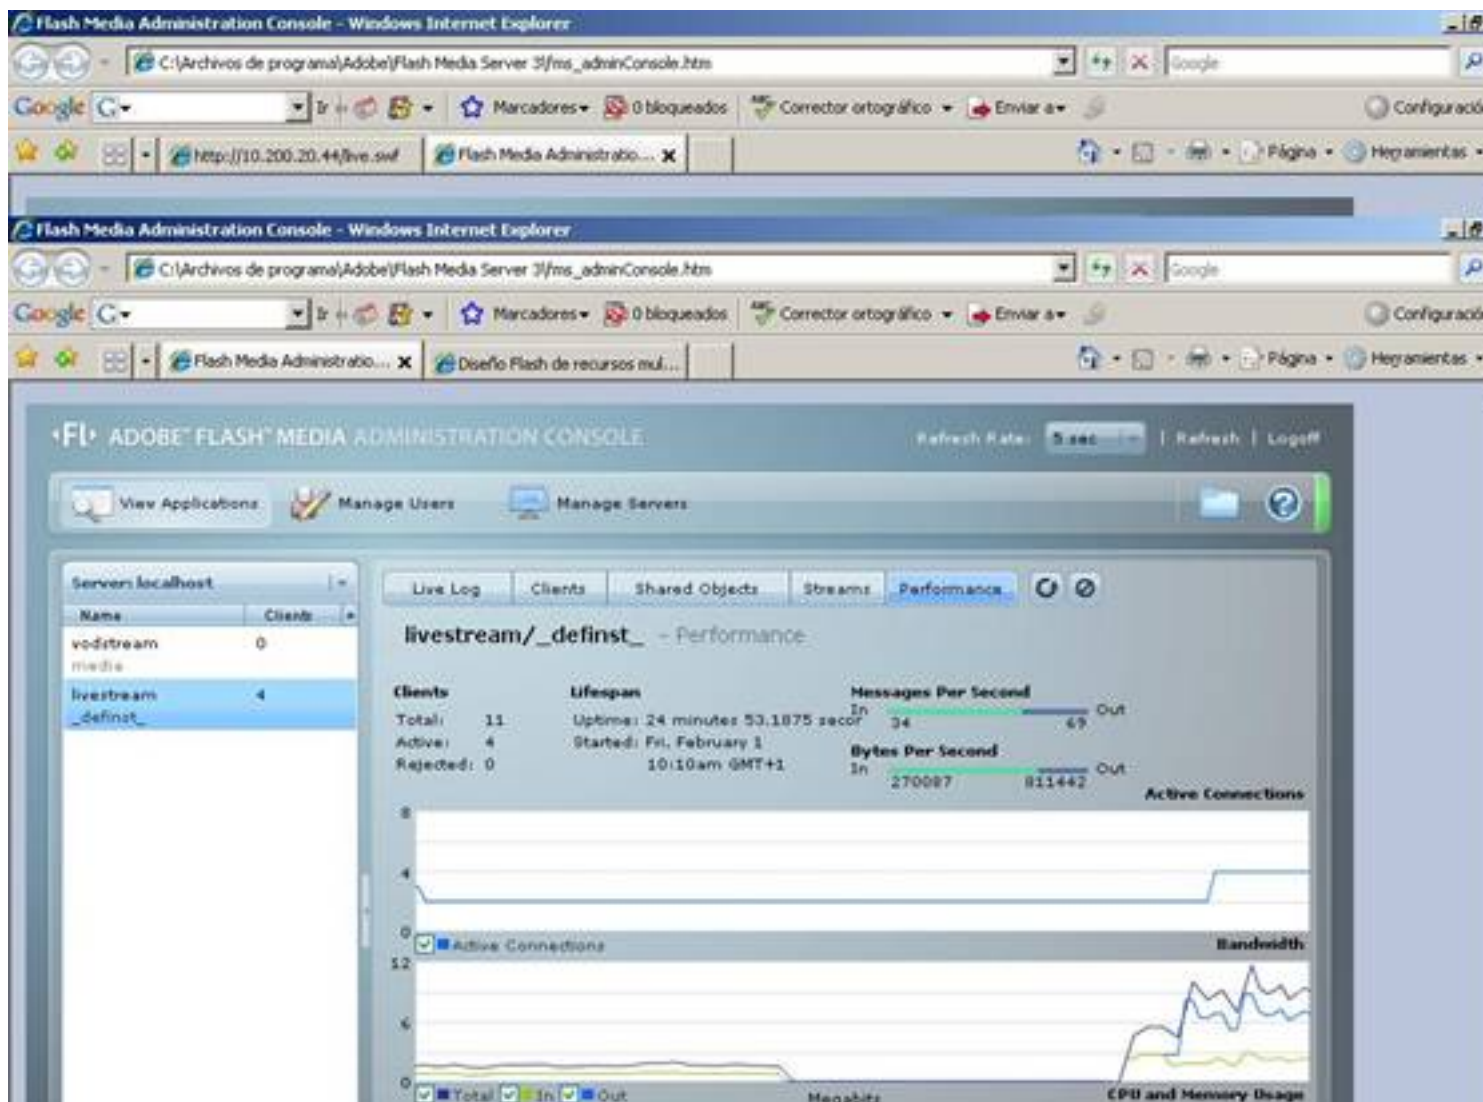 Flash Media Administration Console - Windows Internet Explorer
C:\Archivos de programa\Adobe\Flash Media Server 3\fms_adminConsole.htm
Google
Google G Ir Marcadores 0 bloqueados Corrector ortográfico Enviar a Configuració
http://10.200.20.44/live.swf Flash Media Administratio... Página Herramientas
Flash Media Administration Console - Windows Internet Explorer
C:\Archivos de programa\Adobe\Flash Media Server 3\fms_adminConsole.htm
Google
Google G Ir Marcadores 0 bloqueados Corrector ortográfico Enviar a Configuració
Flash Media Administratio... Diseño Flash de recursos mul... Página Herramientas
FL ADOBE FLASH MEDIA ADMINISTRATION CONSOLE Refresh Rate: 5 sec | Refresh | Logoff
View Applications Manage Users Manage Servers
Server: localhost
Name Clients
vodstream 0
media
livestream 4
_definst_
Live Log Clients Shared Objects Streams Performance
livestream/_definst_ - Performance
Clients Lifespan Messages Per Second
Total: 11 Uptime: 24 minutes 53.1875 secon In 34 69 Out
Active: 4 Started: Fri, February 1 Bytes Per Second
Rejected: 0 10:10am GMT+1 In 270087 811442 Out
Active Connections
8
4
0
Active Connections
Bandwidth
12
6
0
Total In Out Megabits CPU and Memory Usage